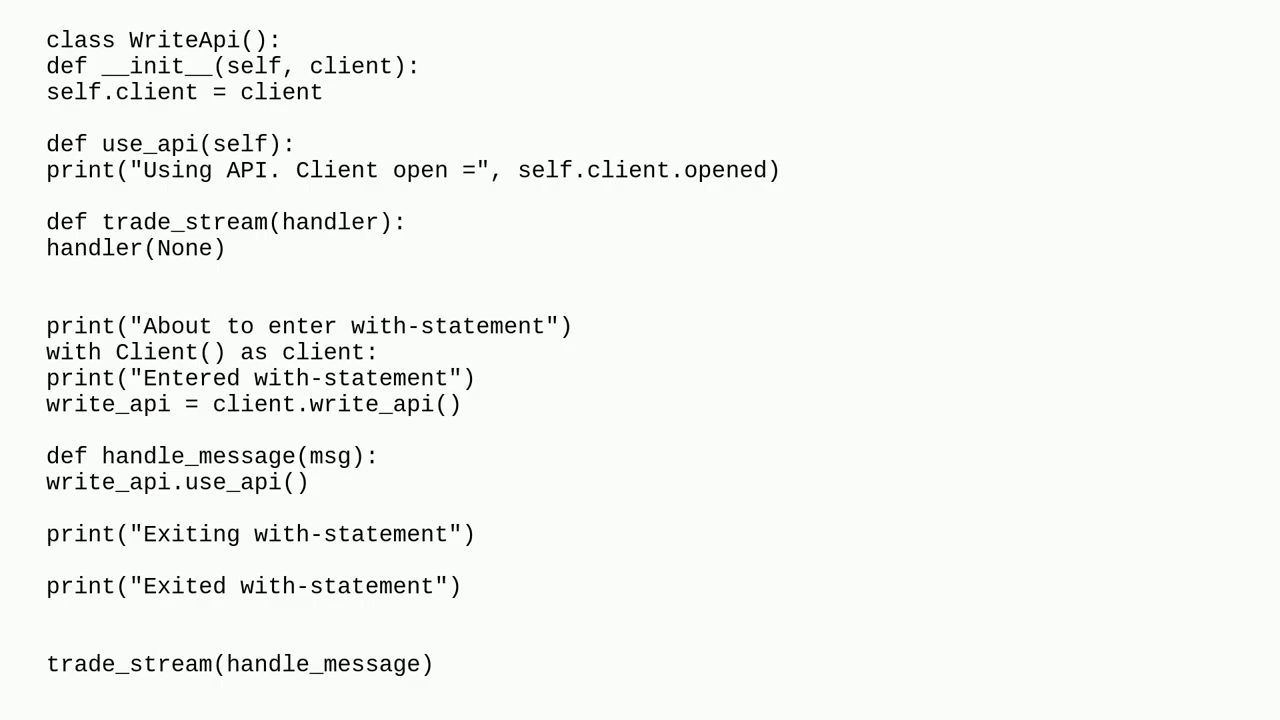 class WriteApi():
def __init__(self, client):
self.client = client
def use_api(self):
print("Using API. Client open =", self.client.opened)
def trade_stream(handler):
handler(None)
print("About to enter with-statement")
with Client() as client:
print("Entered with-statement")
write_api = client.write_api()
def handle_message(msg):
write_api.use_api()
print("Exiting with-statement")
print("Exited with-statement")
trade_stream(handle_message)